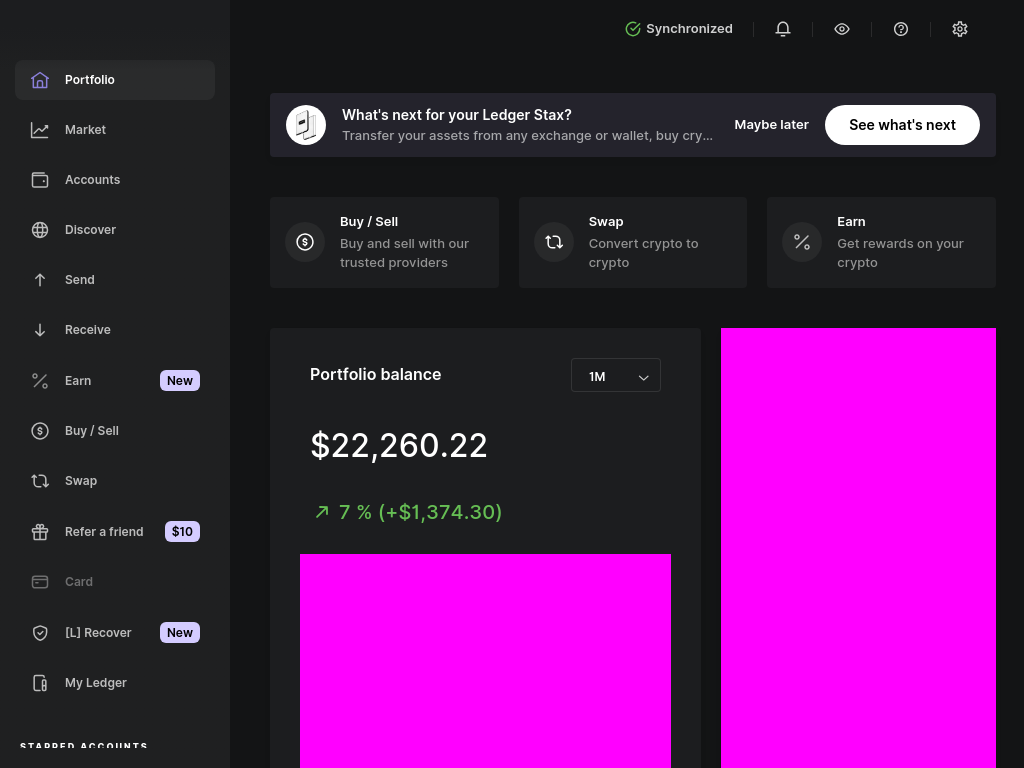 Synchronized
Portfolio
Market
Accounts
Discover
Send
Receive
Earn New
Buy / Sell
Swap
Refer a friend $10
Card
[L] Recover New
My Ledger
STARRED ACCOUNTS
What's next for your Ledger Stax?
Transfer your assets from any exchange or wallet, buy cry...
Maybe later
See what's next
Buy / Sell
Buy and sell with our
trusted providers
Swap
Convert crypto to
crypto
Earn
Get rewards on your
crypto
Portfolio balance
1M
$22,260.22
7 % (+$1,374.30)